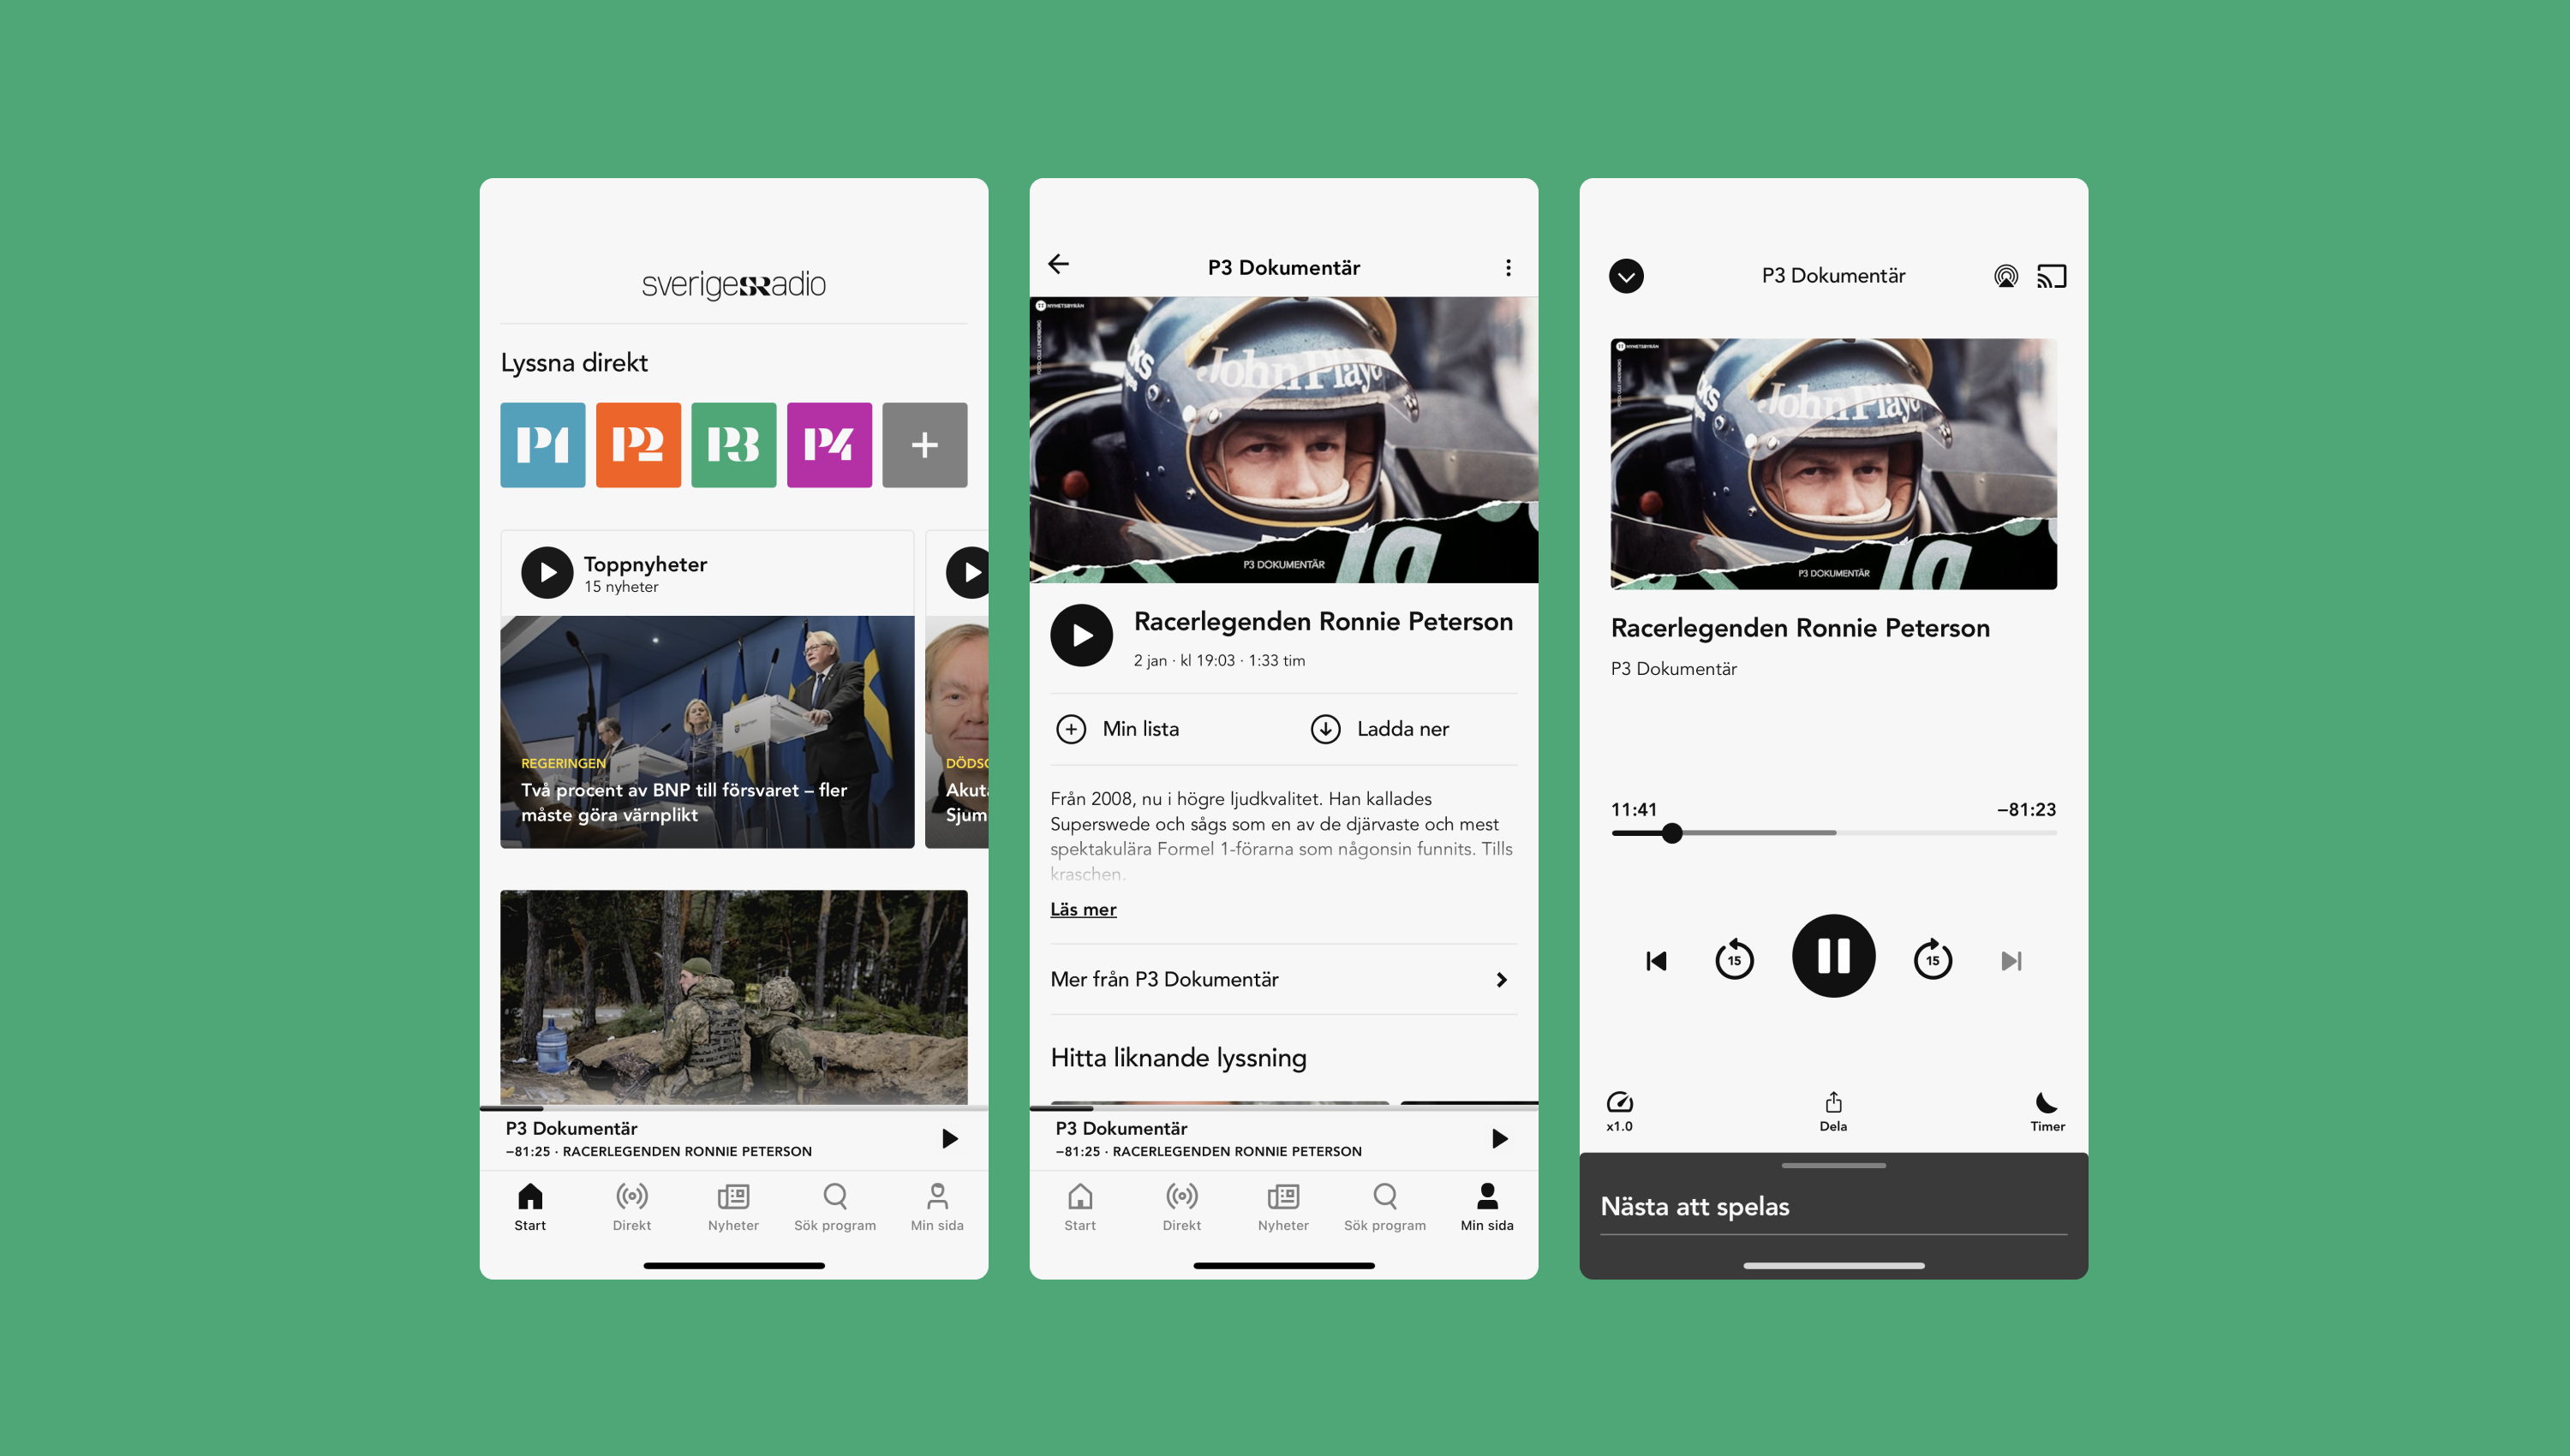 sverigesRadio
Lyssna direkt
P1 P2 P3 P4 +
Toppnyheter
15 nyheter
REGERINGEN
Två procent av BNP till försvaret – fler
måste göra värnplikt
P3 Dokumentär
−81:25 · RACERLEGENDEN RONNIE PETERSON
Start Direkt Nyheter Sök program Min sida
P3 Dokumentär
NYHETSBYRÅN
John Playe
P3 DOKUMENTÄR
Racerlegenden Ronnie Peterson
2 jan · kl 19:03 · 1:33 tim
Min lista Ladda ner
Från 2008, nu i högre ljudkvalitet. Han kallades
Superswede och sågs som en av de djärvaste och mest
spektakulära Formel 1-förarna som någonsin funnits. Tills
kraschen.
Läs mer
Mer från P3 Dokumentär
Hitta liknande lyssning
P3 Dokumentär
−81:25 · RACERLEGENDEN RONNIE PETERSON
Start Direkt Nyheter Sök program Min sida
P3 Dokumentär
NYHETSBYRÅN
John Playe
P3 DOKUMENTÄR
Racerlegenden Ronnie Peterson
P3 Dokumentär
11:41 −81:23
15 15
x1.0 Dela Timer
Nästa att spelas